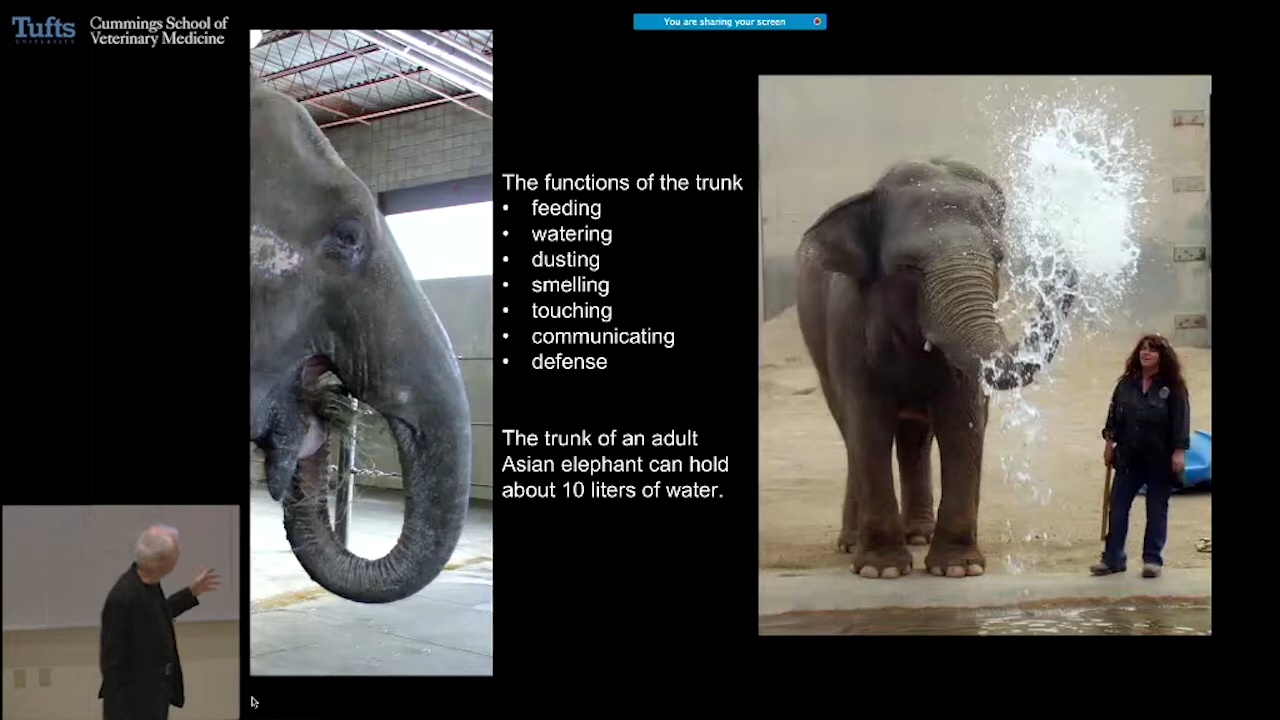 Tufts
UNIVERSITY
Cummings School of
Veterinary Medicine
You are sharing your screen
The functions of the trunk
• feeding
• watering
• dusting
• smelling
• touching
• communicating
• defense
The trunk of an adult
Asian elephant can hold
about 10 liters of water.